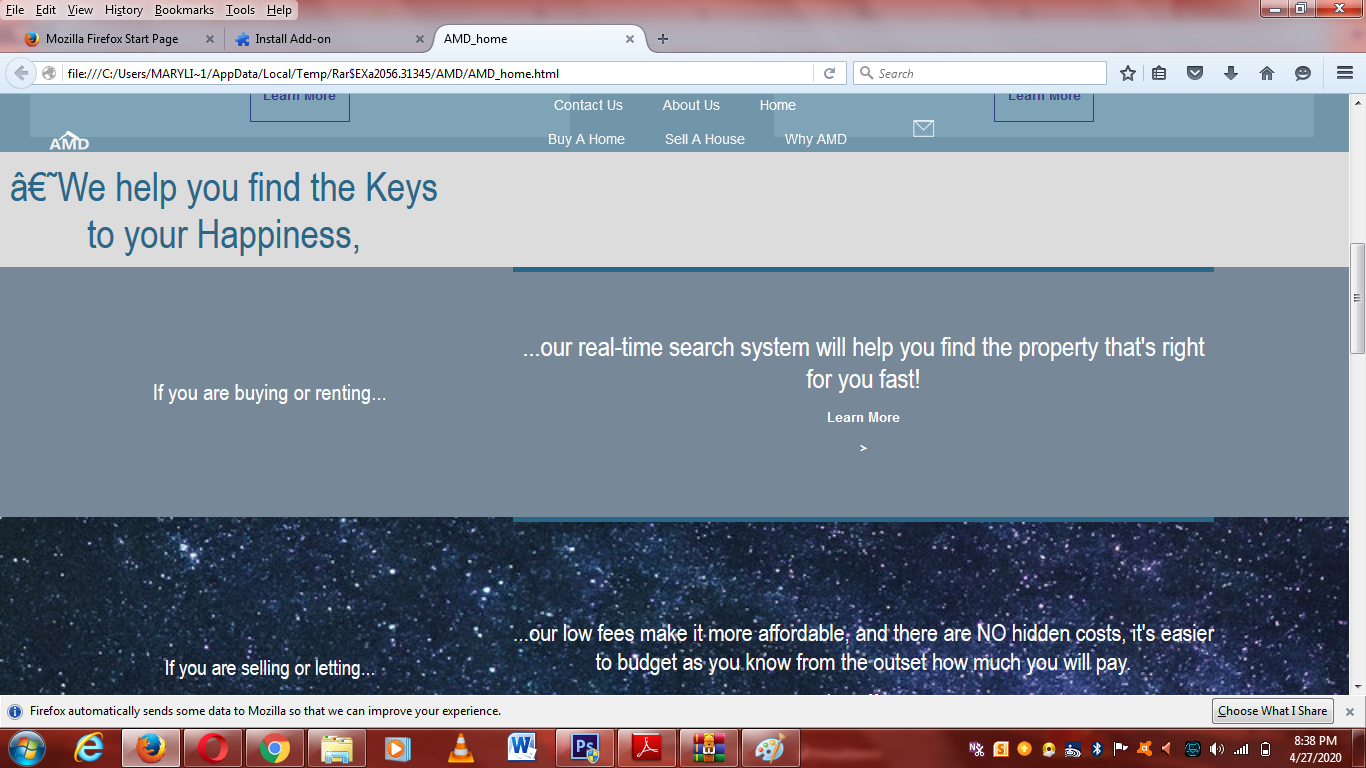 File Edit View History Bookmarks Tools Help
Mozilla Firefox Start Page
Install Add-on
AMD_home
file:///C:/Users/MARYLI~1/AppData/Local/Temp/Rar$EXa2056.31345/AMD/AMD_home.html
Search
Learn More
Contact Us About Us Home
Learn More
AMD
Buy A Home Sell A House Why AMD
â€˜We help you find the Keys
to your Happiness,
...our real-time search system will help you find the property that's right
for you fast!
If you are buying or renting...
Learn More
>
...our low fees make it more affordable, and there are NO hidden costs, it's easier
to budget as you know from the outset how much you will pay.
If you are selling or letting...
Firefox automatically sends some data to Mozilla so that we can improve your experience.
Choose What I Share
8:38 PM
4/27/2020